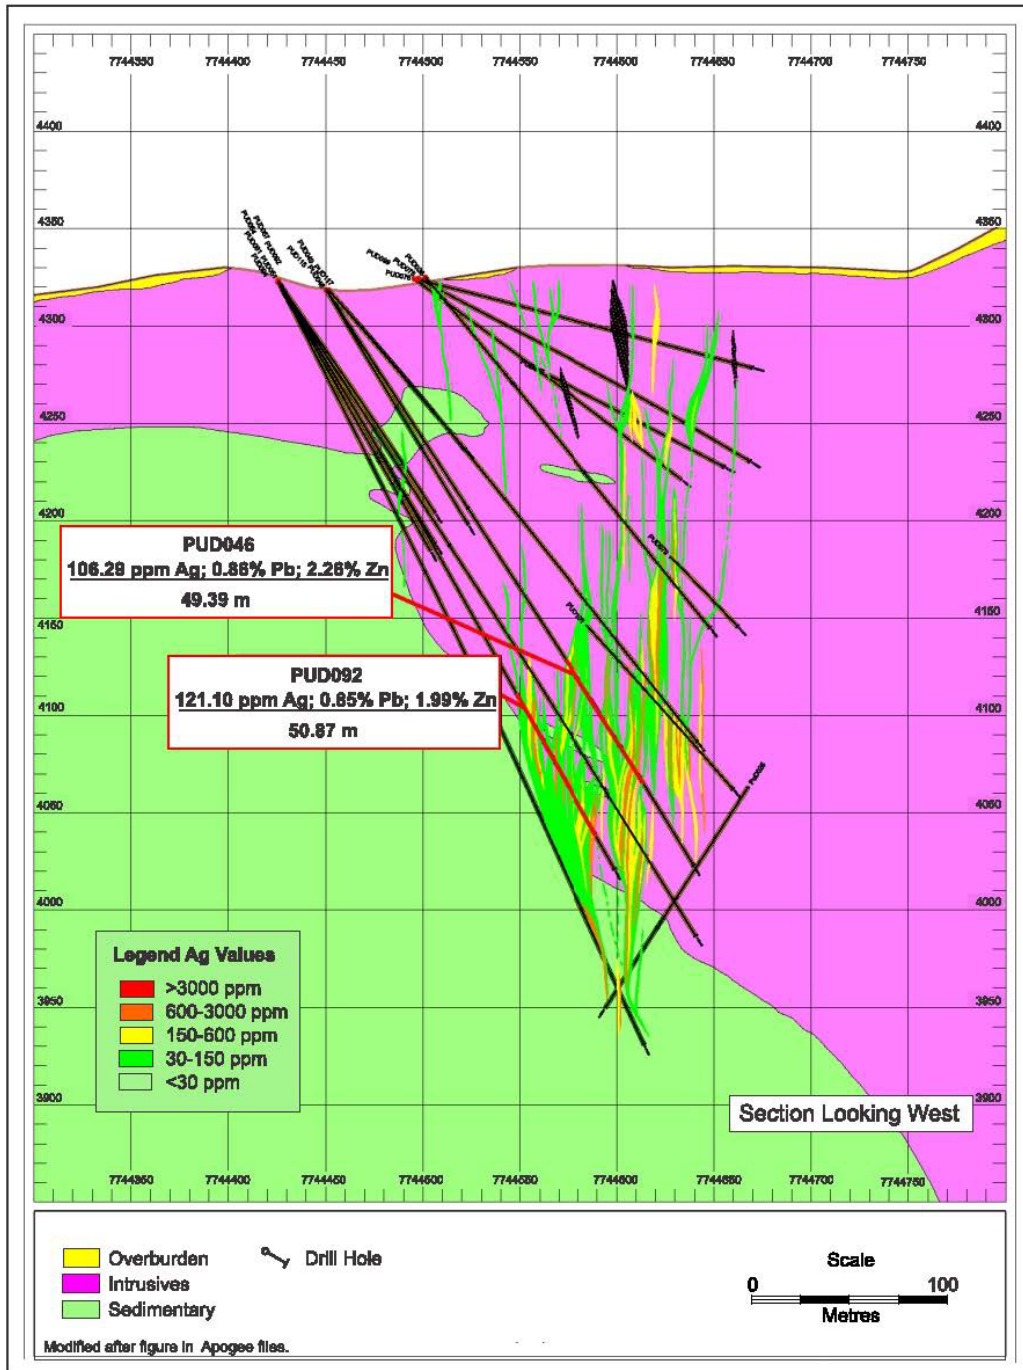 7744350 7744400 7744450 7744500 7744550 7744600 7744650 7744700 7744750
4400 4400
4350 4350
4300 4300
4250 4250
4200 4200
4150 4150
4100 4100
4050 4050
4000 4000
3950 3950
3900 3900
PUD046
106.29 ppm Ag; 0.86% Pb; 2.26% Zn
49.39 m
PUD092
121.10 ppm Ag; 0.85% Pb; 1.99% Zn
50.87 m
Legend Ag Values
>3000 ppm
600-3000 ppm
150-600 ppm
30-150 ppm
<30 ppm
Section Looking West
7744350 7744400 7744450 7744500 7744550 7744600 7744650 7744700 7744750
Overburden
Intrusives
Sedimentary
Drill Hole
Scale
0 100
Metres
Modified after figure in Apogee files.